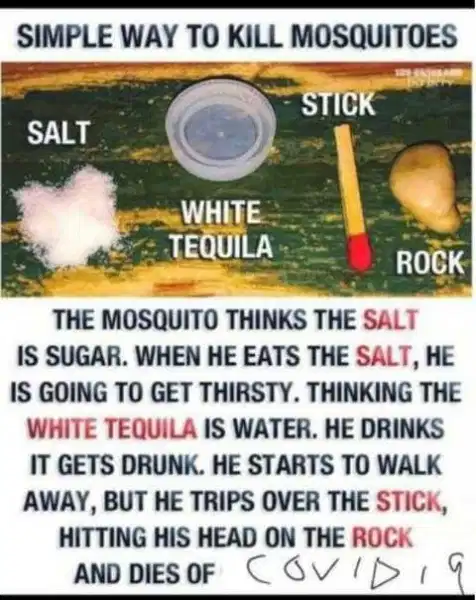 SIMPLE WAY TO KILL MOSQUITOES
STICK
SALT
WHITE
TEQUILA
ROCK
THE MOSQUITO THINKS THE SALT
IS SUGAR. WHEN HE EATS THE SALT, HE
IS GOING TO GET THIRSTY. THINKING THE
WHITE TEQUILA IS WATER. HE DRINKS
IT GETS DRUNK. HE STARTS TO WALK
AWAY, BUT HE TRIPS OVER THE STICK,
HITTING HIS HEAD ON THE ROCK
AND DIES OF COVID19